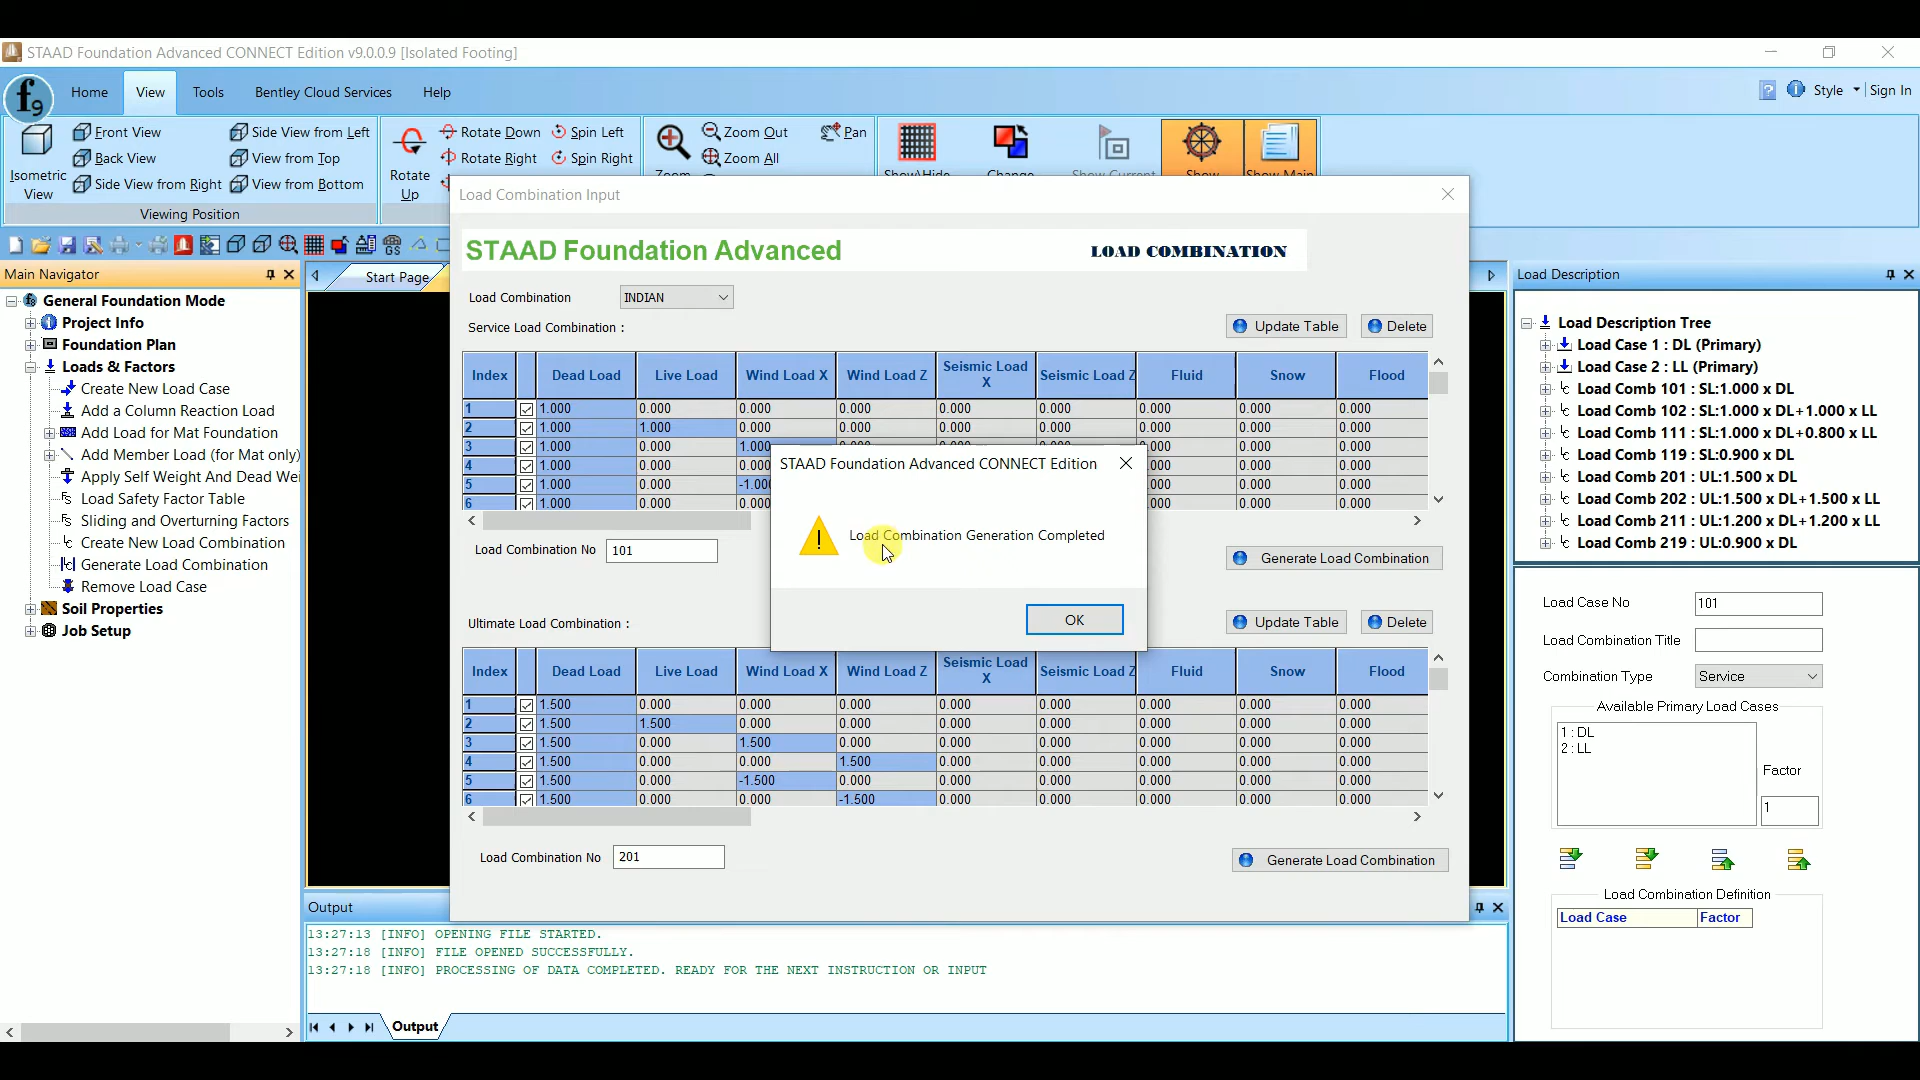 STAAD Foundation Advanced CONNECT Edition v9.0.0.9 [Isolated Footing]
Home View Tools Bentley Cloud Services Help
Style Sign In
Front View Side View from Left Rotate Down Spin Left Zoom Out Pan
Back View View from Top Rotate Right Spin Right Zoom All
Isometric View Side View from Right View from Bottom Rotate Up
Viewing Position
Load Combination Input
STAAD Foundation Advanced LOAD COMBINATION
Main Navigator
Start Page
Load Description
General Foundation Mode
Project Info
Foundation Plan
Loads & Factors
Create New Load Case
Add a Column Reaction Load
Add Load for Mat Foundation
Add Member Load (for Mat only)
Apply Self Weight And Dead Wei
Load Safety Factor Table
Sliding and Overturning Factors
Create New Load Combination
Generate Load Combination
Remove Load Case
Soil Properties
Job Setup
Load Combination INDIAN
Service Load Combination : Update Table Delete
Index Dead Load Live Load Wind Load X Wind Load Z Seismic Load X Seismic Load Z Fluid Snow Flood
1 1.000 0.000 0.000 0.000 0.000 0.000 0.000 0.000 0.000
2 1.000 1.000 0.000 0.000 0.000 0.000 0.000 0.000 0.000
3 1.000 0.000 1.000 0.000 0.000
4 1.000 0.000 0.000 0.000 0.000
5 1.000 0.000 -1.000 0.000 0.000
6 1.000 0.000 0.000 0.000 0.000
Load Combination No 101 Generate Load Combination
STAAD Foundation Advanced CONNECT Edition
Load Combination Generation Completed
OK
Ultimate Load Combination : Update Table Delete
Index Dead Load Live Load Wind Load X Wind Load Z Seismic Load X Seismic Load Z Fluid Snow Flood
1 1.500 0.000 0.000 0.000 0.000 0.000 0.000 0.000 0.000
2 1.500 1.500 0.000 0.000 0.000 0.000 0.000 0.000 0.000
3 1.500 0.000 1.500 0.000 0.000 0.000 0.000 0.000 0.000
4 1.500 0.000 0.000 1.500 0.000 0.000 0.000 0.000 0.000
5 1.500 0.000 -1.500 0.000 0.000 0.000 0.000 0.000 0.000
6 1.500 0.000 0.000 -1.500 0.000 0.000 0.000 0.000 0.000
Load Combination No 201 Generate Load Combination
Load Description Tree
Load Case 1 : DL (Primary)
Load Case 2 : LL (Primary)
Load Comb 101 : SL:1.000 x DL
Load Comb 102 : SL:1.000 x DL+1.000 x LL
Load Comb 111 : SL:1.000 x DL+0.800 x LL
Load Comb 119 : SL:0.900 x DL
Load Comb 201 : UL:1.500 x DL
Load Comb 202 : UL:1.500 x DL+1.500 x LL
Load Comb 211 : UL:1.200 x DL+1.200 x LL
Load Comb 219 : UL:0.900 x DL
Load Case No 101
Load Combination Title
Combination Type Service
Available Primary Load Cases
1 : DL
2 : LL
Factor
1
Load Combination Definition
Load Case Factor
Output
13:27:13 [INFO] OPENING FILE STARTED.
13:27:18 [INFO] FILE OPENED SUCCESSFULLY.
13:27:18 [INFO] PROCESSING OF DATA COMPLETED. READY FOR THE NEXT INSTRUCTION OR INPUT
Output